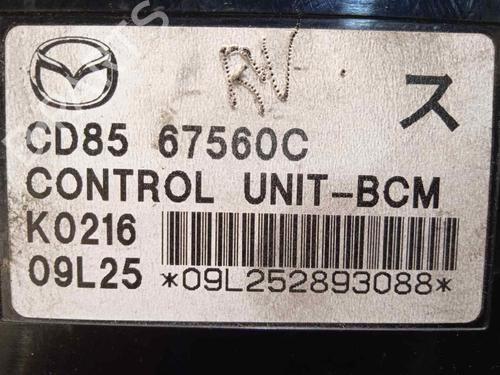 RW
ス
CD85 67560C
CONTROL UNIT-BCM
K0216
09L25 *09L252893088*